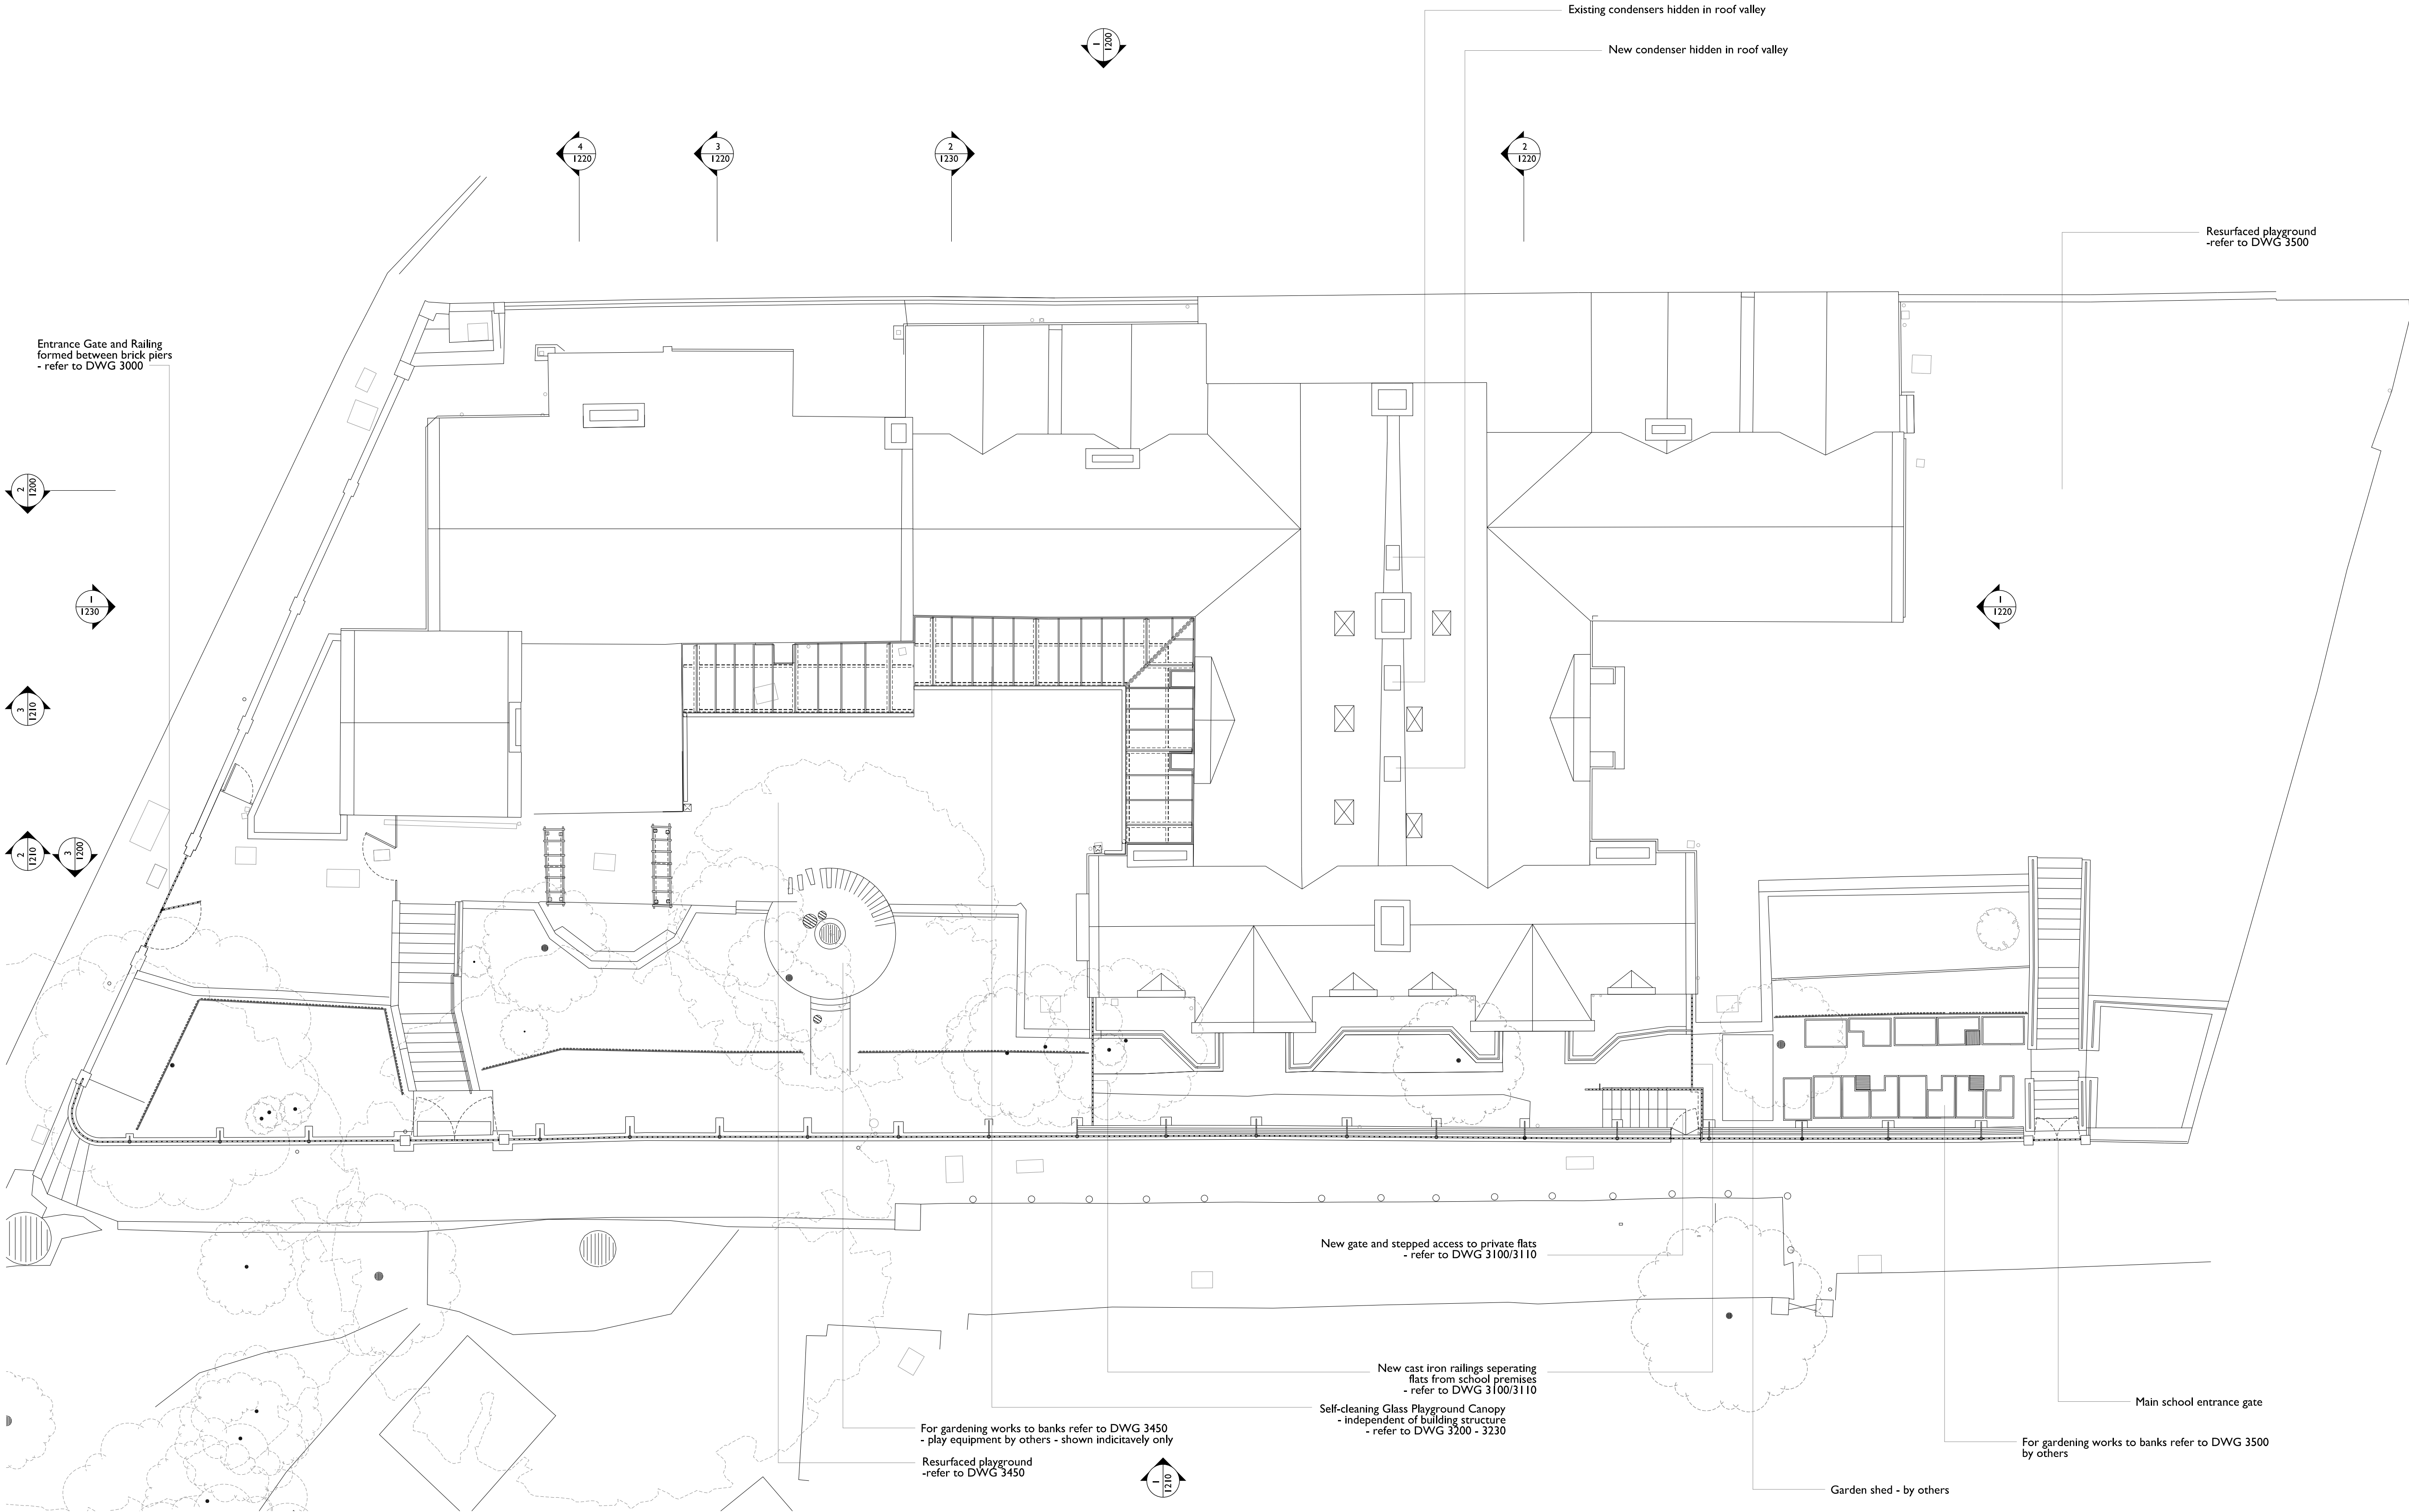 Existing condensers hidden in roof valley
New condenser hidden in roof valley
1
1200
4
1220
3
1220
2
1230
2
1220
Resurfaced playground
-refer to DWG 3500
Entrance Gate and Railing
formed between brick piers
- refer to DWG 3000
2
1200
1
1230
1
1220
3
1210
2
1210
3
1200
New gate and stepped access to private flats
- refer to DWG 3100/3110
New cast iron railings seperating
flats from school premises
- refer to DWG 3100/3110
Self-cleaning Glass Playground Canopy
- independent of building structure
- refer to DWG 3200 - 3230
Main school entrance gate
For gardening works to banks refer to DWG 3450
- play equipment by others - shown indicitavely only
For gardening works to banks refer to DWG 3500
by others
Resurfaced playground
-refer to DWG 3450
1
1210
Garden shed - by others